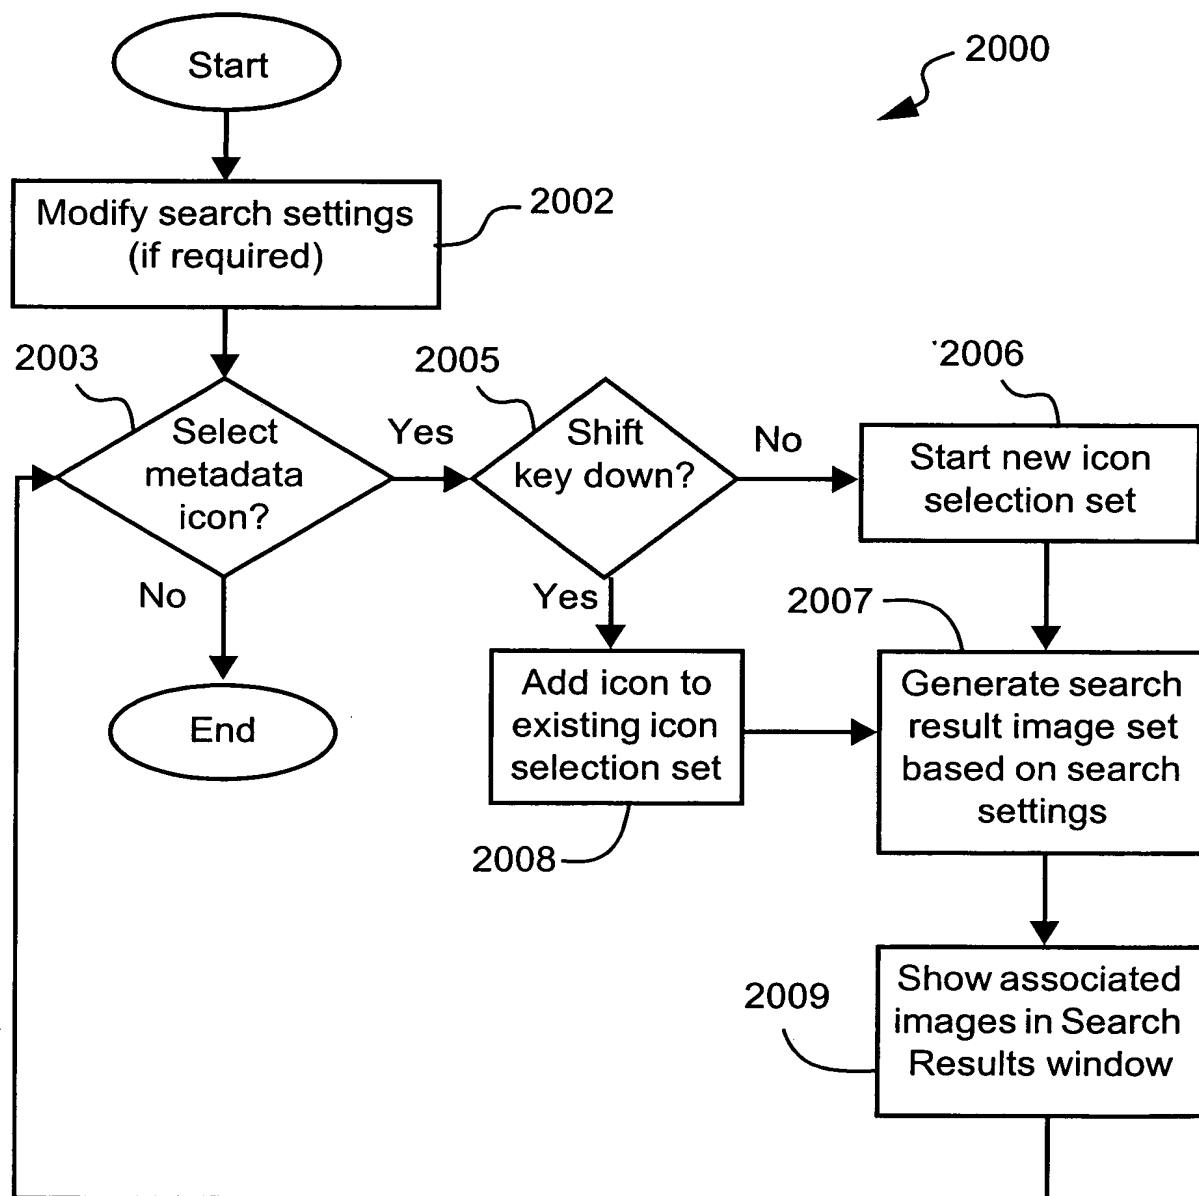 Start
2000
Modify search settings
(if required)
2002
2003
Select
metadata
icon?
Yes
No
2005
Shift
key down?
No
Yes
2006
Start new icon
selection set
2007
Generate search
result image set
based on search
settings
Add icon to
existing icon
selection set
2008
End
2009
Show associated
images in Search
Results window